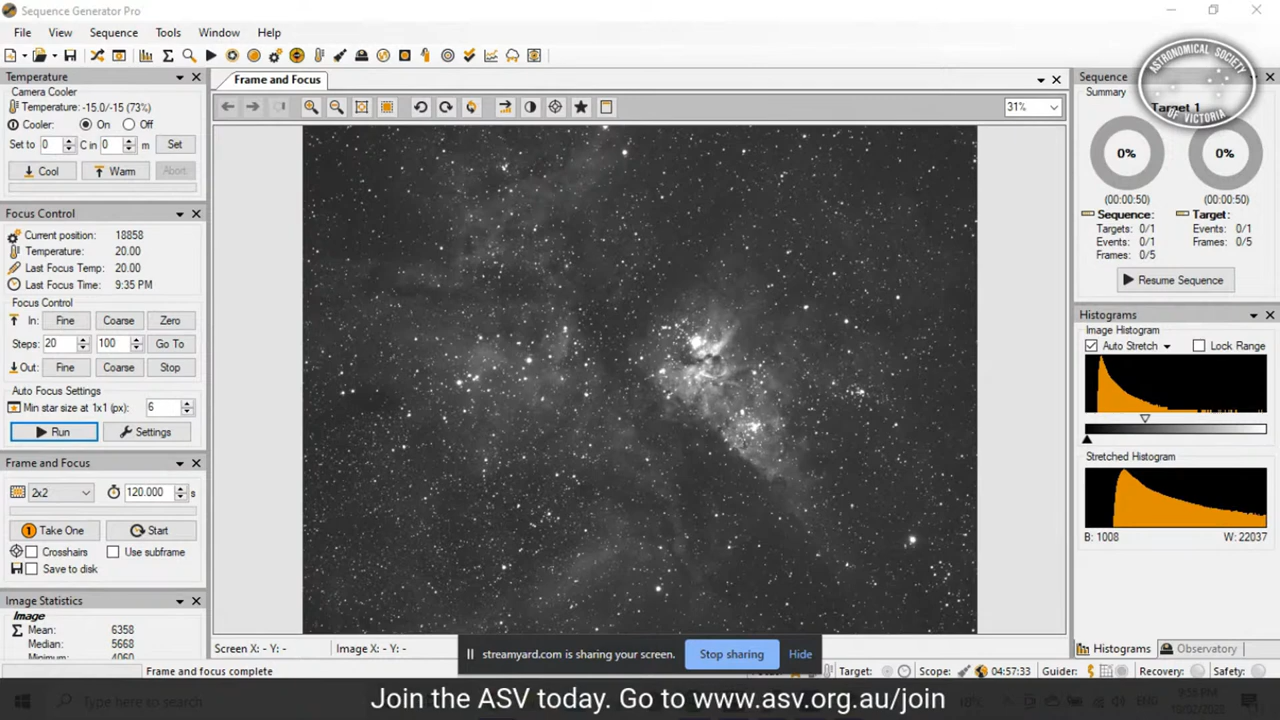 Sequence Generator Pro
File View Sequence Tools Window Help
Temperature
Camera Cooler
Temperature: -15.0/-15 (73%)
Cooler: On Off
Set to 0 C in 0 m Set
Cool Warm Abort
Focus Control
Current position: 18858
Temperature: 20.00
Last Focus Temp: 20.00
Last Focus Time: 9:35 PM
Focus Control
In: Fine Coarse Zero
Steps: 20 100 Go To
Out: Fine Coarse Stop
Auto Focus Settings
Min star size at 1x1 (px): 6
Run Settings
Frame and Focus
2x2 120.000 s
1 Take One Start
Crosshairs Use subframe
Save to disk
Image Statistics
Image
Mean: 6358
Median: 5668
Minimum: 4060
Frame and focus complete
Frame and Focus
31%
Screen X: - Y: - Image X: - Y: -
streamyard.com is sharing your screen. Stop sharing Hide
Sequence
Summary
Target 1
ASTRONOMICAL SOCIETY
OF VICTORIA
0% 0%
(00:00:50) (00:00:50)
Sequence: Target:
Targets: 0/1 Events: 0/1
Events: 0/1 Frames: 0/5
Frames: 0/5
Resume Sequence
Histograms
Image Histogram
Auto Stretch Lock Range
Stretched Histogram
B: 1008 W: 22037
Histograms Observatory
Target: Scope: 04:57:33 Guider: Recovery: Safety:
Type here to search
ENG
Join the ASV today. Go to www.asv.org.au/join